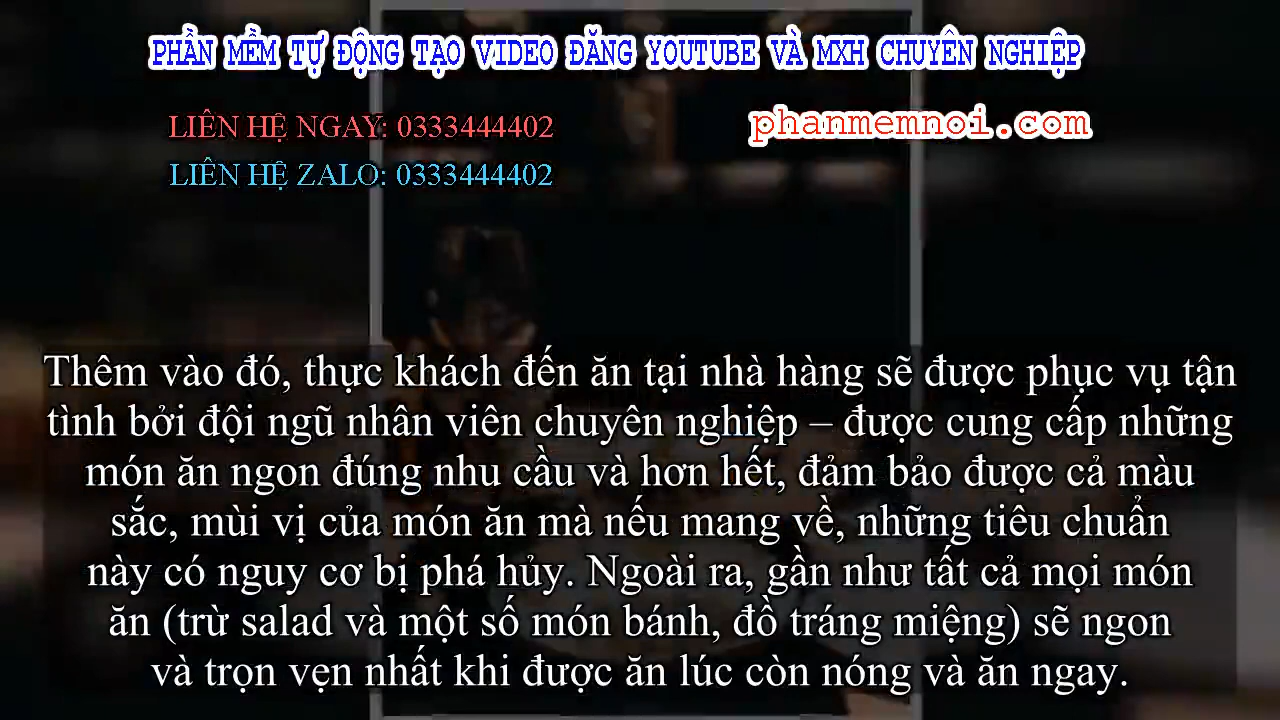 PHẦN MỀM TỰ ĐỘNG TẠO VIDEO ĐĂNG YOUTUBE VÀ MXH CHUYÊN NGHIỆP
LIÊN HỆ NGAY: 0333444402
phanmemnoi.com
LIÊN HỆ ZALO: 0333444402
Thêm vào đó, thực khách đến ăn tại nhà hàng sẽ được phục vụ tận
tình bởi đội ngũ nhân viên chuyên nghiệp – được cung cấp những
món ăn ngon đúng nhu cầu và hơn hết, đảm bảo được cả màu
sắc, mùi vị của món ăn mà nếu mang về, những tiêu chuẩn
này có nguy cơ bị phá hủy. Ngoài ra, gần như tất cả mọi món
ăn (trừ salad và một số món bánh, đồ tráng miệng) sẽ ngon
và trọn vẹn nhất khi được ăn lúc còn nóng và ăn ngay.